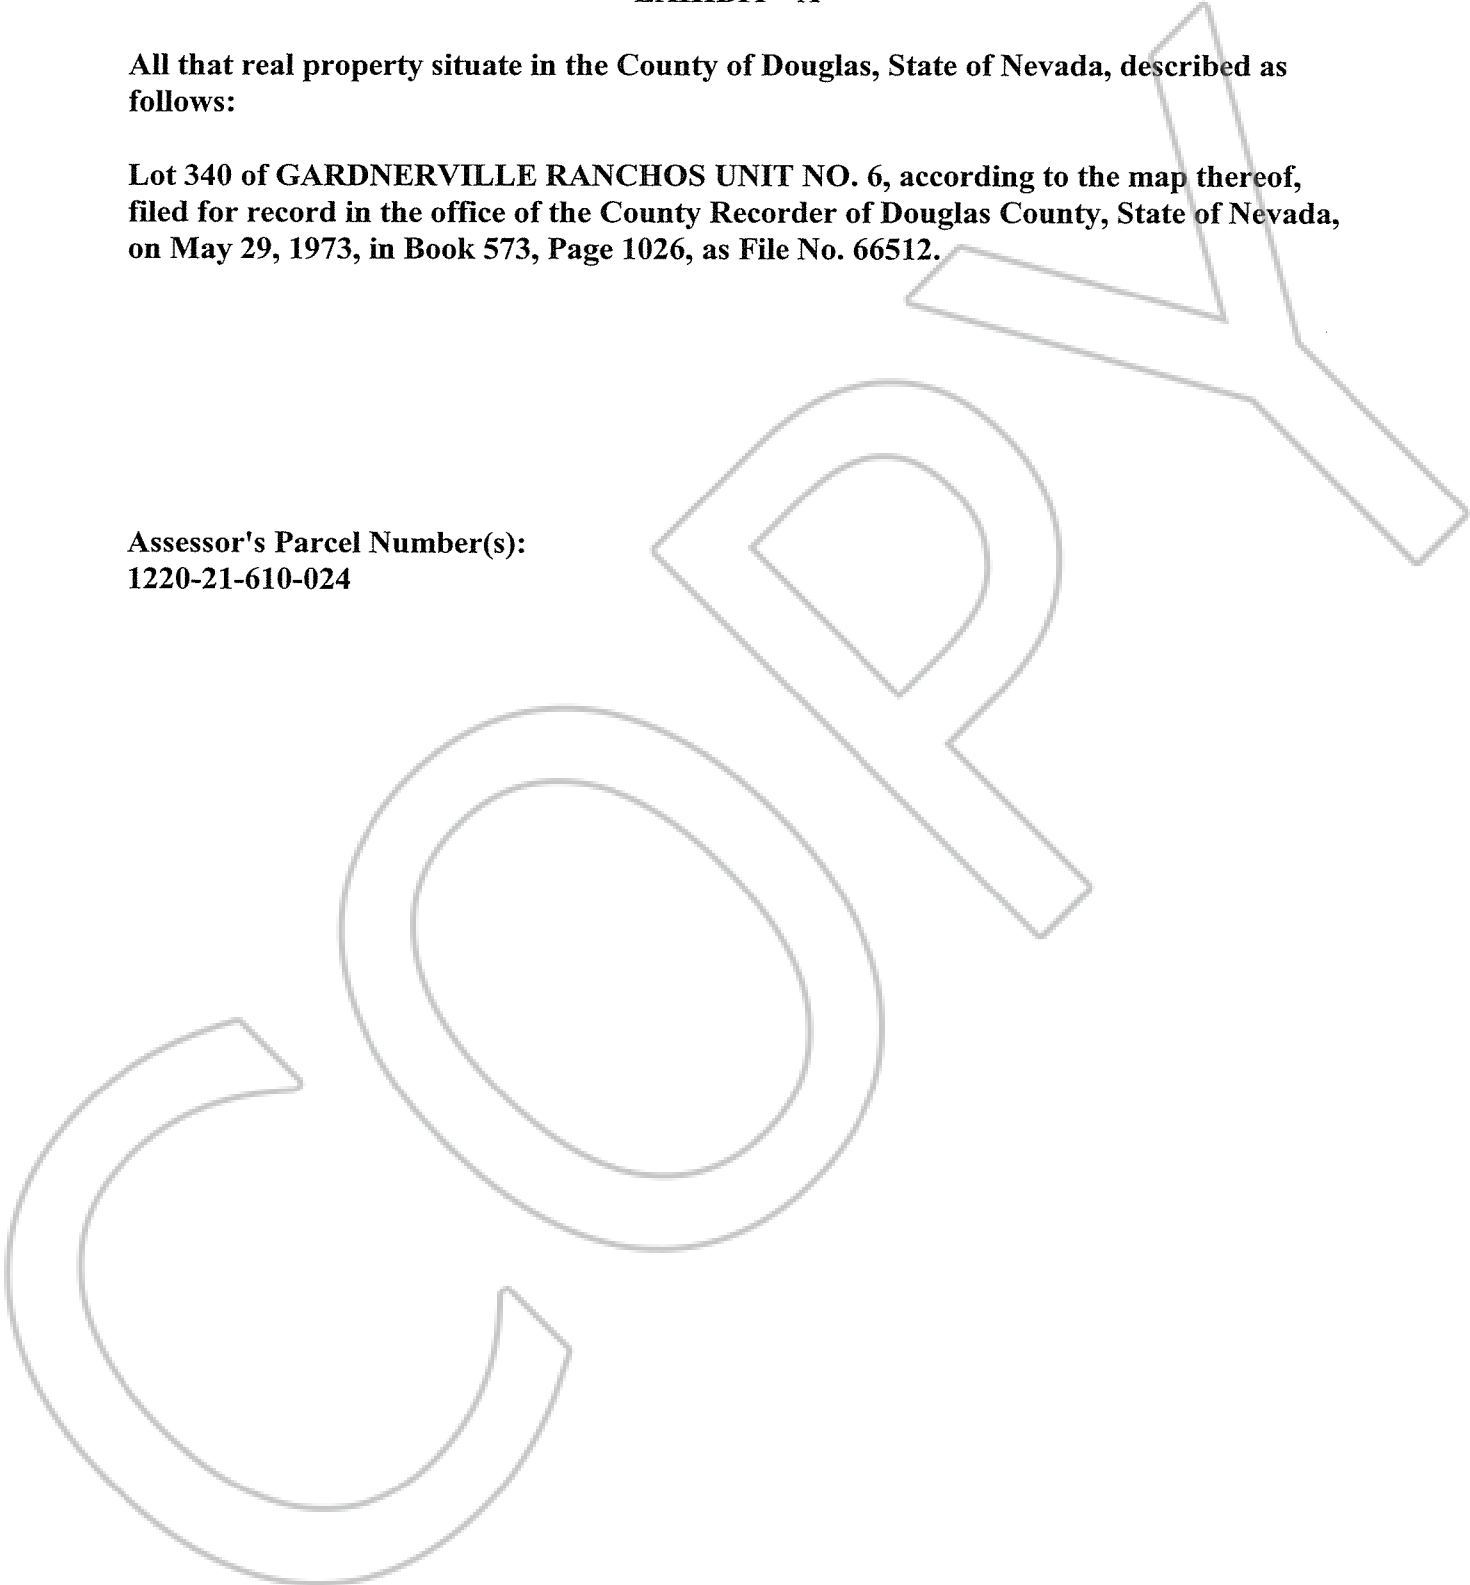 All that real property situate in the County of Douglas, State of Nevada, described as
follows:
Lot 340 of GARDNERVILLE RANCHOS UNIT NO. 6, according to the map thereof,
filed for record in the office of the County Recorder of Douglas County, State of Nevada,
on May 29, 1973, in Book 573, Page 1026, as File No. 66512.
Assessor's Parcel Number(s):
1220-21-610-024
COPY